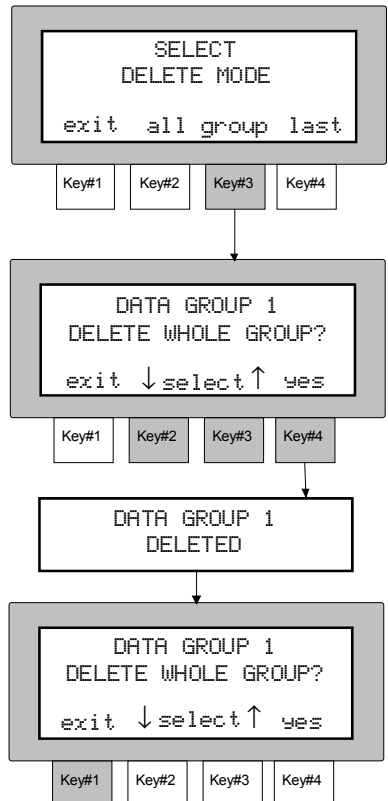 SELECT
DELETE MODE
exit all group last
Key#1 Key#2 Key#3 Key#4
DATA GROUP 1
DELETE WHOLE GROUP?
exit ↓select↑ yes
Key#1 Key#2 Key#3 Key#4
DATA GROUP 1
DELETED
DATA GROUP 1
DELETE WHOLE GROUP?
exit ↓select↑ yes
Key#1 Key#2 Key#3 Key#4